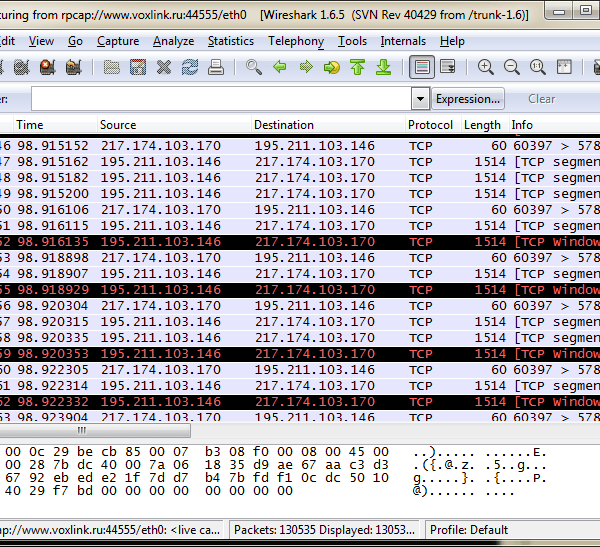 turing from rpcap://www.voxlink.ru:44555/eth0 [Wireshark 1.6.5 (SVN Rev 40429 from /trunk-1.6)]
dit View Go Capture Analyze Statistics Telephony Tools Internals Help
er: Expression... Clear
Time Source Destination Protocol Length Info
46 98.915152 217.174.103.170 195.211.103.146 TCP 60 60397 > 578
47 98.915162 195.211.103.146 217.174.103.170 TCP 1514 [TCP segmen
48 98.915182 195.211.103.146 217.174.103.170 TCP 1514 [TCP segmen
49 98.915200 195.211.103.146 217.174.103.170 TCP 1514 [TCP segmen
50 98.916106 217.174.103.170 195.211.103.146 TCP 60 60397 > 578
51 98.916115 195.211.103.146 217.174.103.170 TCP 1514 [TCP segmen
52 98.916135 195.211.103.146 217.174.103.170 TCP 1514 [TCP Window
53 98.918898 217.174.103.170 195.211.103.146 TCP 60 60397 > 578
54 98.918907 195.211.103.146 217.174.103.170 TCP 1514 [TCP segmen
55 98.918929 195.211.103.146 217.174.103.170 TCP 1514 [TCP Window
56 98.920304 217.174.103.170 195.211.103.146 TCP 60 60397 > 578
57 98.920315 195.211.103.146 217.174.103.170 TCP 1514 [TCP segmen
58 98.920335 195.211.103.146 217.174.103.170 TCP 1514 [TCP segmen
59 98.920353 195.211.103.146 217.174.103.170 TCP 1514 [TCP Window
60 98.922305 217.174.103.170 195.211.103.146 TCP 60 60397 > 578
61 98.922314 195.211.103.146 217.174.103.170 TCP 1514 [TCP segmen
62 98.922332 195.211.103.146 217.174.103.170 TCP 1514 [TCP Window
63 98.923904 217.174.103.170 195.211.103.146 TCP 60 60397 > 578
00 0c 29 be cb 85 00 07 b3 08 f0 00 08 00 45 00 ..)..... ......E.
00 28 7b dc 40 00 7a 06 18 35 d9 ae 67 aa c3 d3 .({.@.z. .5..g...
67 92 eb ed e2 1f 7d d7 b4 7b fd f1 0c dc 50 10 g.....}. .{....P.
40 29 f7 bd 00 00 00 00 00 00 00 00 @)...... ....
ap://www.voxlink.ru:44555/eth0: <live ca... Packets: 130535 Displayed: 13053... Profile: Default